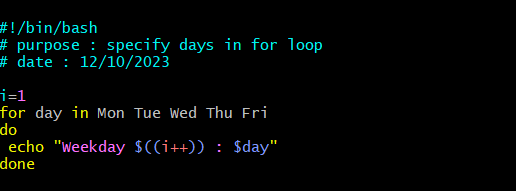 #!/bin/bash
# purpose : specify days in for loop
# date : 12/10/2023
i=1
for day in Mon Tue Wed Thu Fri
do
 echo "Weekday $((i++)) : $day"
done